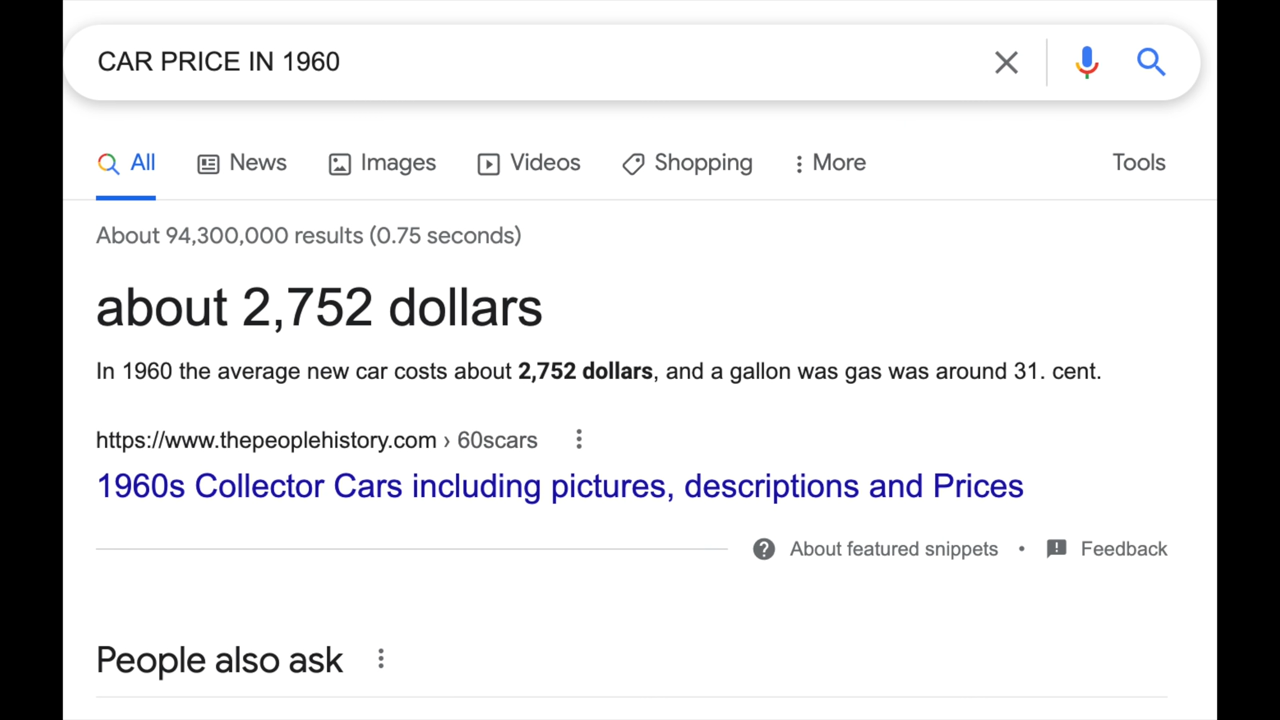 CAR PRICE IN 1960
All News Images Videos Shopping More Tools
About 94,300,000 results (0.75 seconds)
about 2,752 dollars
In 1960 the average new car costs about 2,752 dollars, and a gallon was gas was around 31. cent.
https://www.thepeoplehistory.com › 60scars
1960s Collector Cars including pictures, descriptions and Prices
About featured snippets • Feedback
People also ask